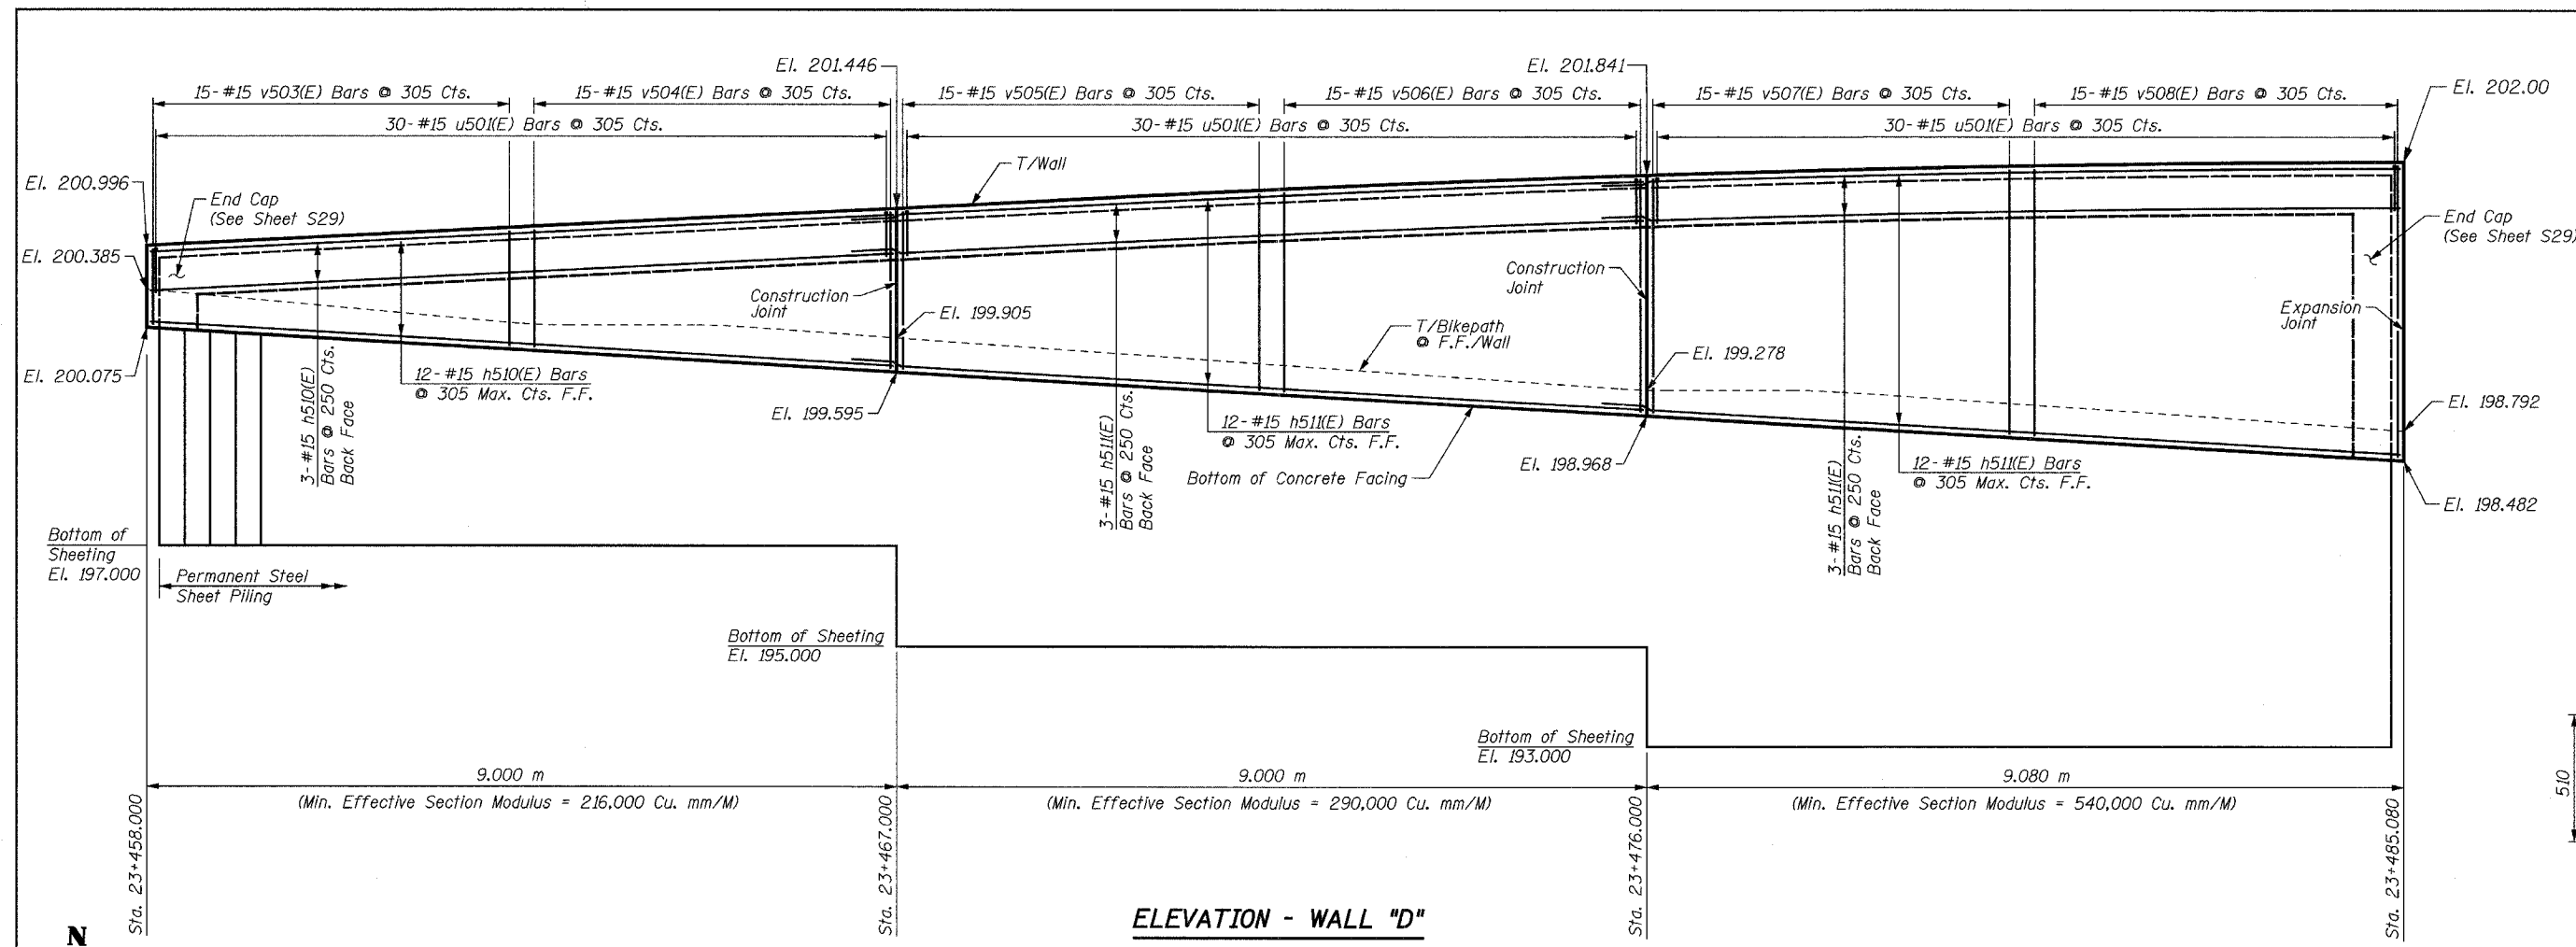 El. 201.446
El. 201.841
15-#15 v503(E) Bars @ 305 Cts.
15-#15 v504(E) Bars @ 305 Cts.
15-#15 v505(E) Bars @ 305 Cts.
15-#15 v506(E) Bars @ 305 Cts.
15-#15 v507(E) Bars @ 305 Cts.
15-#15 v508(E) Bars @ 305 Cts.
El. 202.00
30-#15 u501(E) Bars @ 305 Cts.
30-#15 u501(E) Bars @ 305 Cts.
30-#15 u501(E) Bars @ 305 Cts.
T/Wall
El. 200.996
End Cap
(See Sheet S29)
El. 200.385
End Cap
(See Sheet S29)
Construction
Joint
Construction
Joint
Expansion
Joint
El. 199.905
T/Bikepath
@ F.F./Wall
El. 199.278
El. 200.075
3-#15 h510(E)
Bars @ 250 Cts.
Back Face
12-#15 h510(E) Bars
@ 305 Max. Cts. F.F.
El. 199.595
3-#15 h511(E)
Bars @ 250 Cts.
Back Face
12-#15 h511(E) Bars
@ 305 Max. Cts. F.F.
El. 198.792
Bottom of Concrete Facing
El. 198.968
3-#15 h511(E)
Bars @ 250 Cts.
Back Face
12-#15 h511(E) Bars
@ 305 Max. Cts. F.F.
El. 198.482
Bottom of
Sheeting
El. 197.000
Permanent Steel
Sheet Piling
Bottom of Sheeting
El. 195.000
Bottom of Sheeting
El. 193.000
9.000 m
(Min. Effective Section Modulus = 216,000 Cu. mm/M)
9.000 m
(Min. Effective Section Modulus = 290,000 Cu. mm/M)
9.080 m
(Min. Effective Section Modulus = 540,000 Cu. mm/M)
510
Sta. 23+458.000
Sta. 23+467.000
Sta. 23+476.000
Sta. 23+485.080
ELEVATION - WALL "D"
N